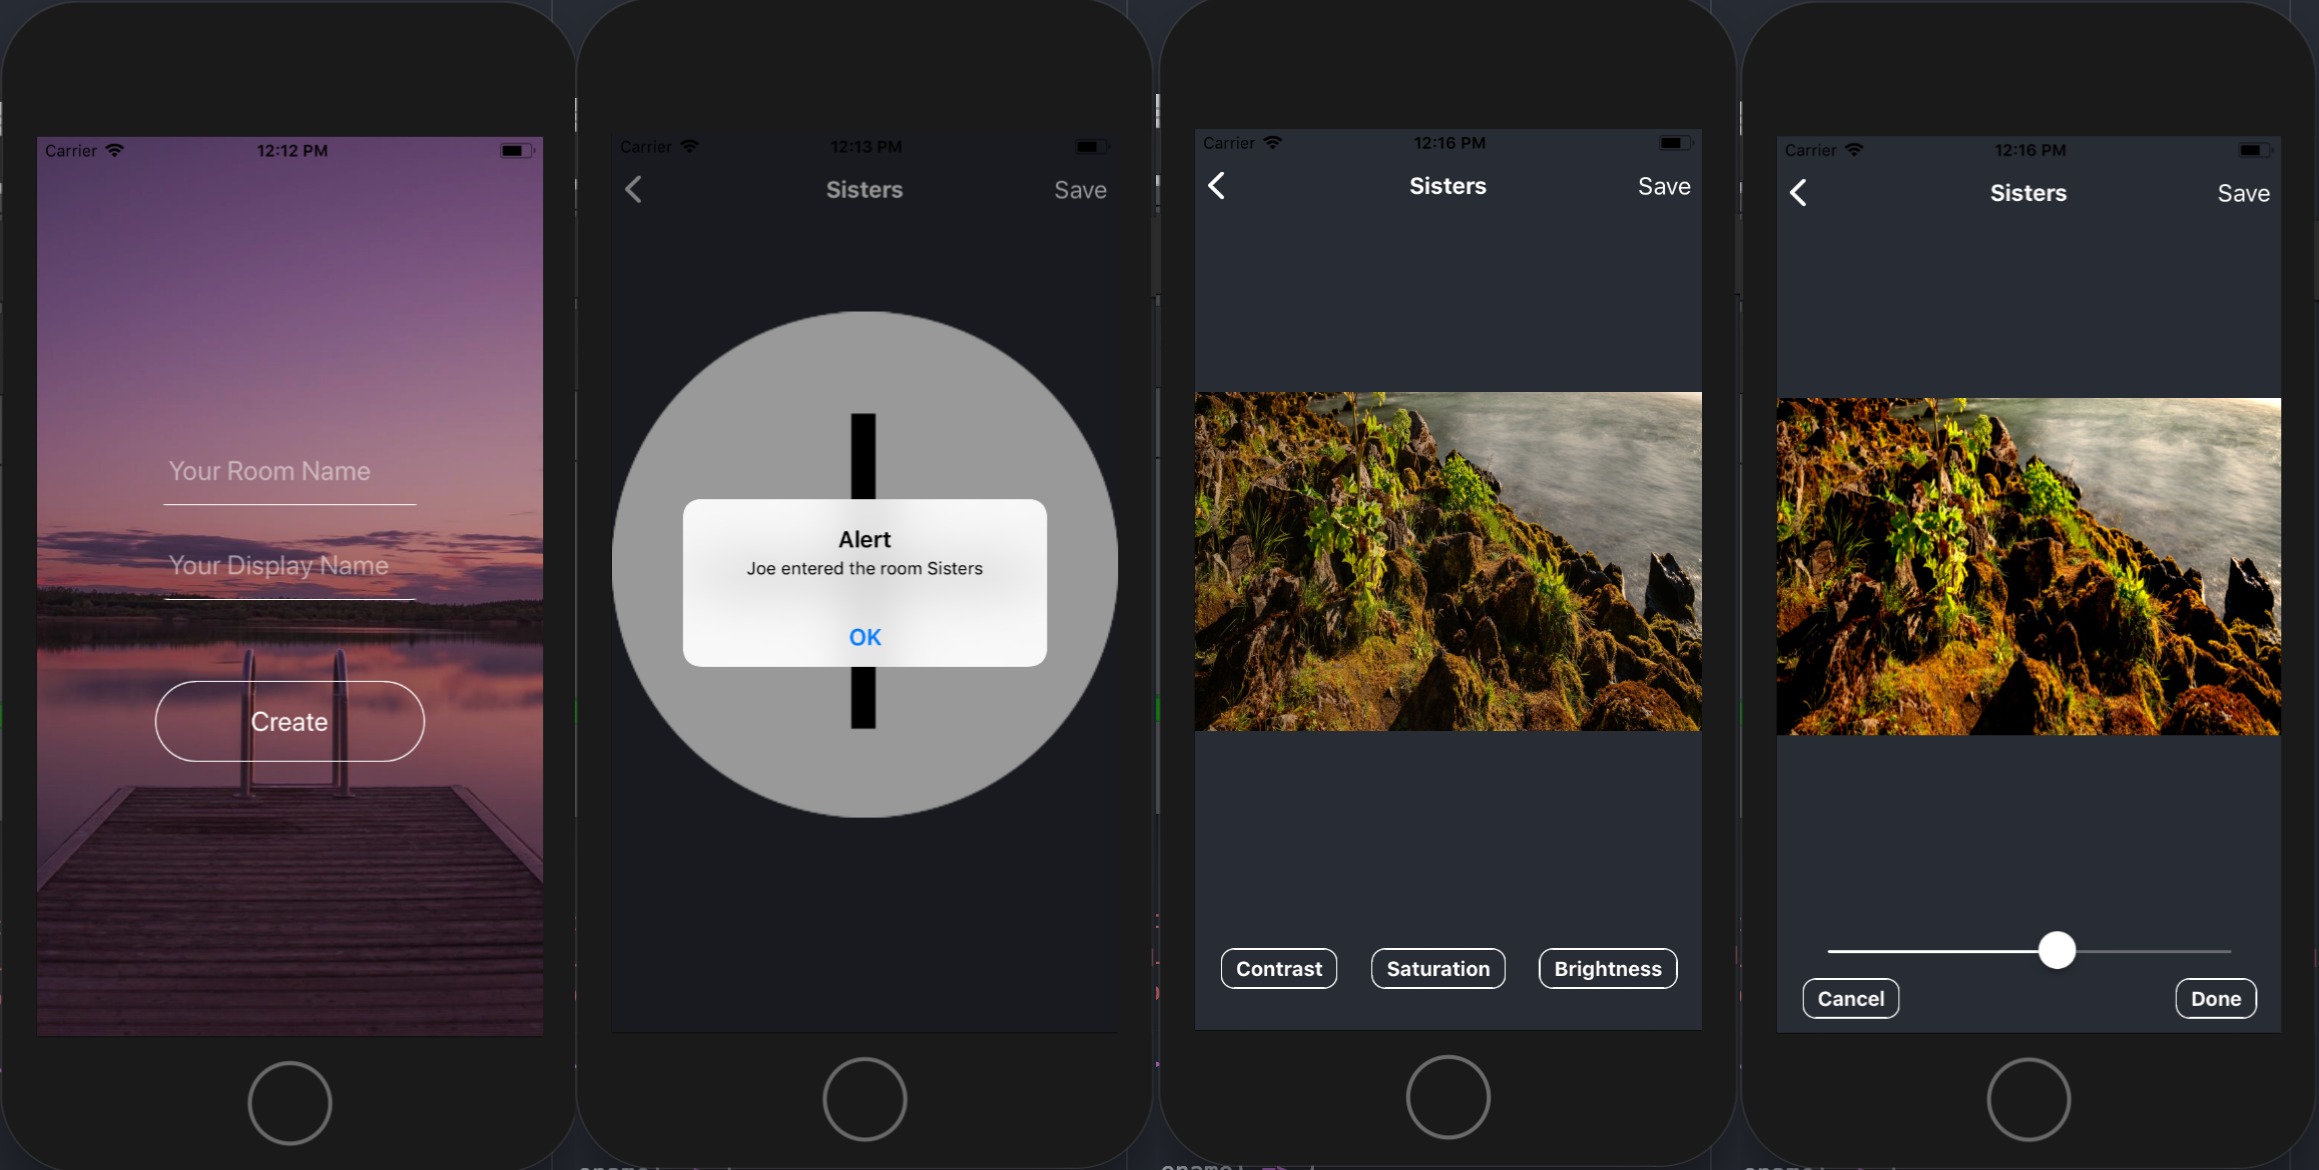 Carrier 12:12 PM
Your Room Name
Your Display Name
Create
Carrier 12:13 PM
Sisters Save
Alert
Joe entered the room Sisters
OK
Carrier 12:16 PM
Sisters Save
Contrast Saturation Brightness
Carrier 12:16 PM
Sisters Save
Cancel Done